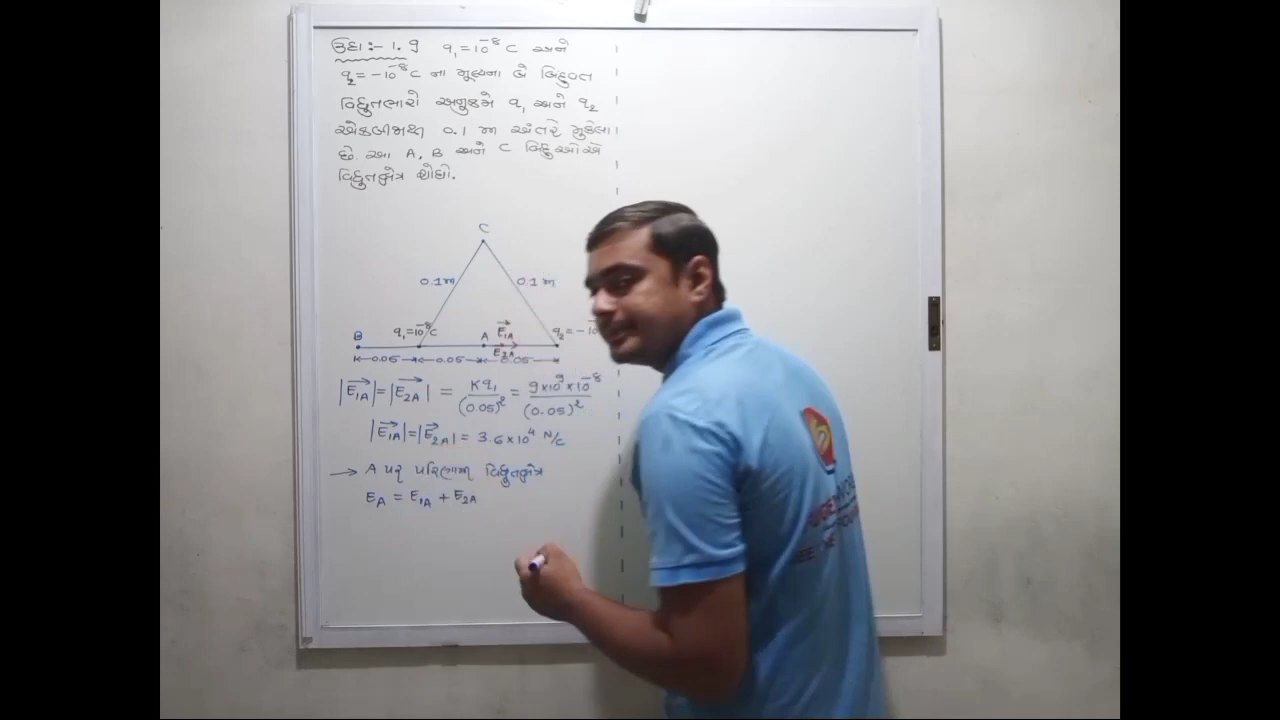 ઉદા:- 1.9 q₁ = 10⁻⁸ C અને
q₂ = -10⁻⁸ C ના મૂલ્યના બે બિંદુવત
વિદ્યુતભારો અનુક્રમે q₁ અને q₂
એકબીજાથી 0.1 m અંતરે મુકેલા
છે. આ A, B અને C બિંદુઓએ
વિદ્યુતક્ષેત્ર શોધો.
C
0.1 m 0.1 m
B q₁=10⁻⁸C A E₁A q₂ = -10
E₂A
0.05 0.05 0.05
|E₁A| = |E₂A| = Kq₁/(0.05)² = 9×10⁹×10⁻⁸/(0.05)²
|E₁A| = |E₂A| = 3.6×10⁴ N/C
→ A પર પરિણામી વિદ્યુતક્ષેત્ર
E_A = E₁A + E₂A